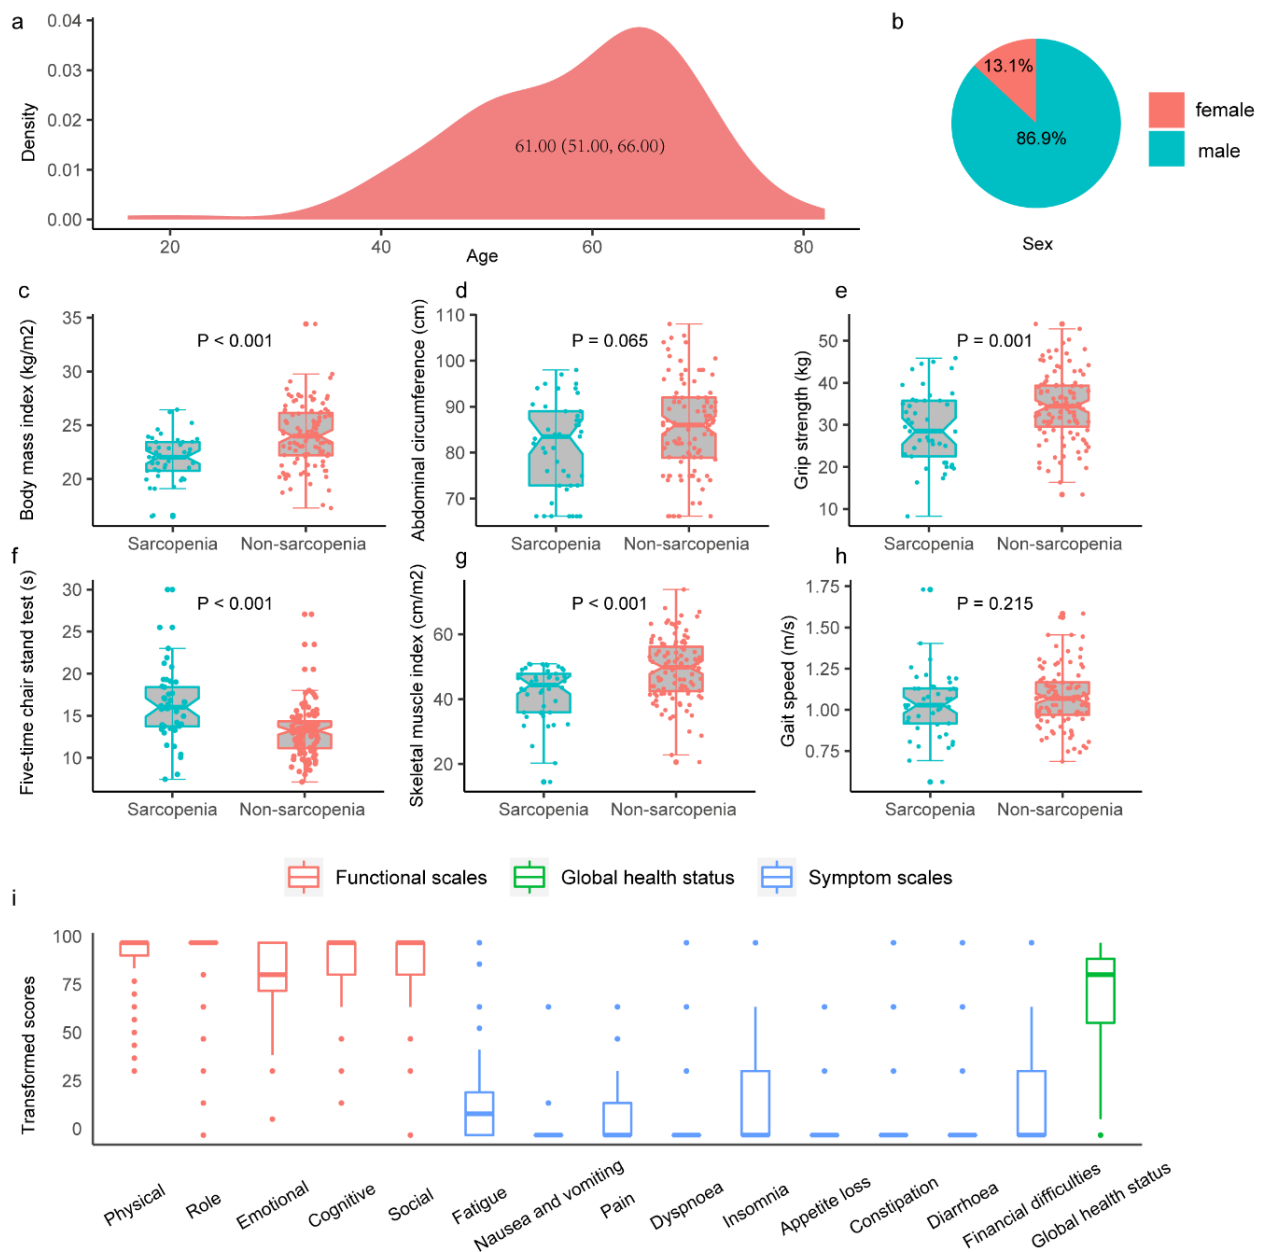 a
0.04
0.03
0.02
0.01
0.00
Density
61.00 (51.00, 66.00)
20 40 60 80
Age
b
13.1%
86.9%
female
male
Sex
c
Body mass index (kg/m2)
35
30
25
20
P < 0.001
Sarcopenia Non-sarcopenia
d
Abdominal circumference (cm)
110
100
90
80
70
P = 0.065
Sarcopenia Non-sarcopenia
e
Grip strength (kg)
50
40
30
20
10
P = 0.001
Sarcopenia Non-sarcopenia
f
Five-time chair stand test (s)
30
25
20
15
10
P < 0.001
Sarcopenia Non-sarcopenia
g
Skeletal muscle index (cm/m2)
60
40
20
P < 0.001
Sarcopenia Non-sarcopenia
h
Gait speed (m/s)
1.75
1.50
1.25
1.00
0.75
P = 0.215
Sarcopenia Non-sarcopenia
Functional scales Global health status Symptom scales
i
Transformed scores
100
75
50
25
0
Physical
Role
Emotional
Cognitive
Social
Fatigue
Nausea and vomiting
Pain
Dyspnoea
Insomnia
Appetite loss
Constipation
Diarrhoea
Financial difficulties
Global health status